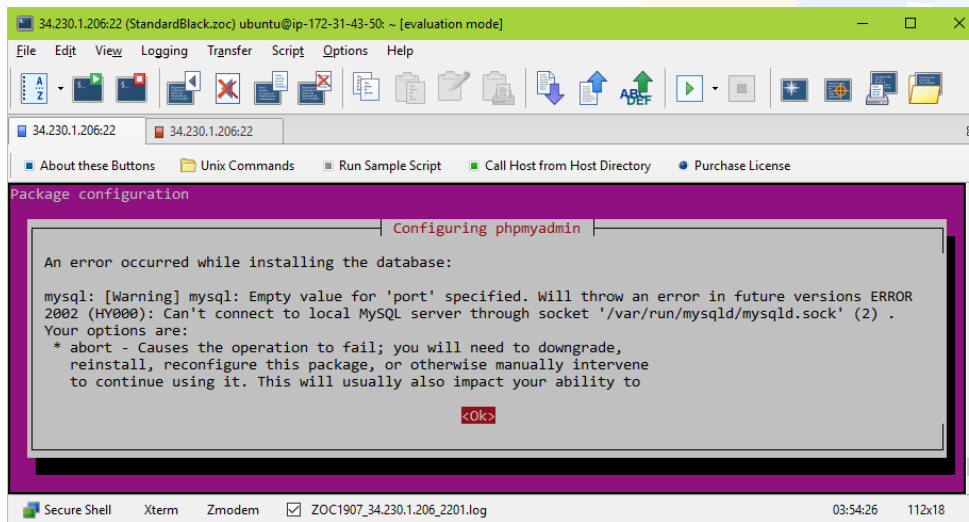 34.230.1.206:22 (StandardBlack.zoc) ubuntu@ip-172-31-43-50: ~ [evaluation mode]
File Edit View Logging Transfer Script Options Help
34.230.1.206:22 34.230.1.206:22
About these Buttons Unix Commands Run Sample Script Call Host from Host Directory Purchase License
Package configuration
Configuring phpmyadmin
An error occurred while installing the database:
mysql: [Warning] mysql: Empty value for 'port' specified. Will throw an error in future versions ERROR
2002 (HY000): Can't connect to local MySQL server through socket '/var/run/mysqld/mysqld.sock' (2) .
Your options are:
* abort - Causes the operation to fail; you will need to downgrade,
reinstall, reconfigure this package, or otherwise manually intervene
to continue using it. This will usually also impact your ability to
<Ok>
Secure Shell Xterm Zmodem ZOC1907_34.230.1.206_2201.log 03:54:26 112x18